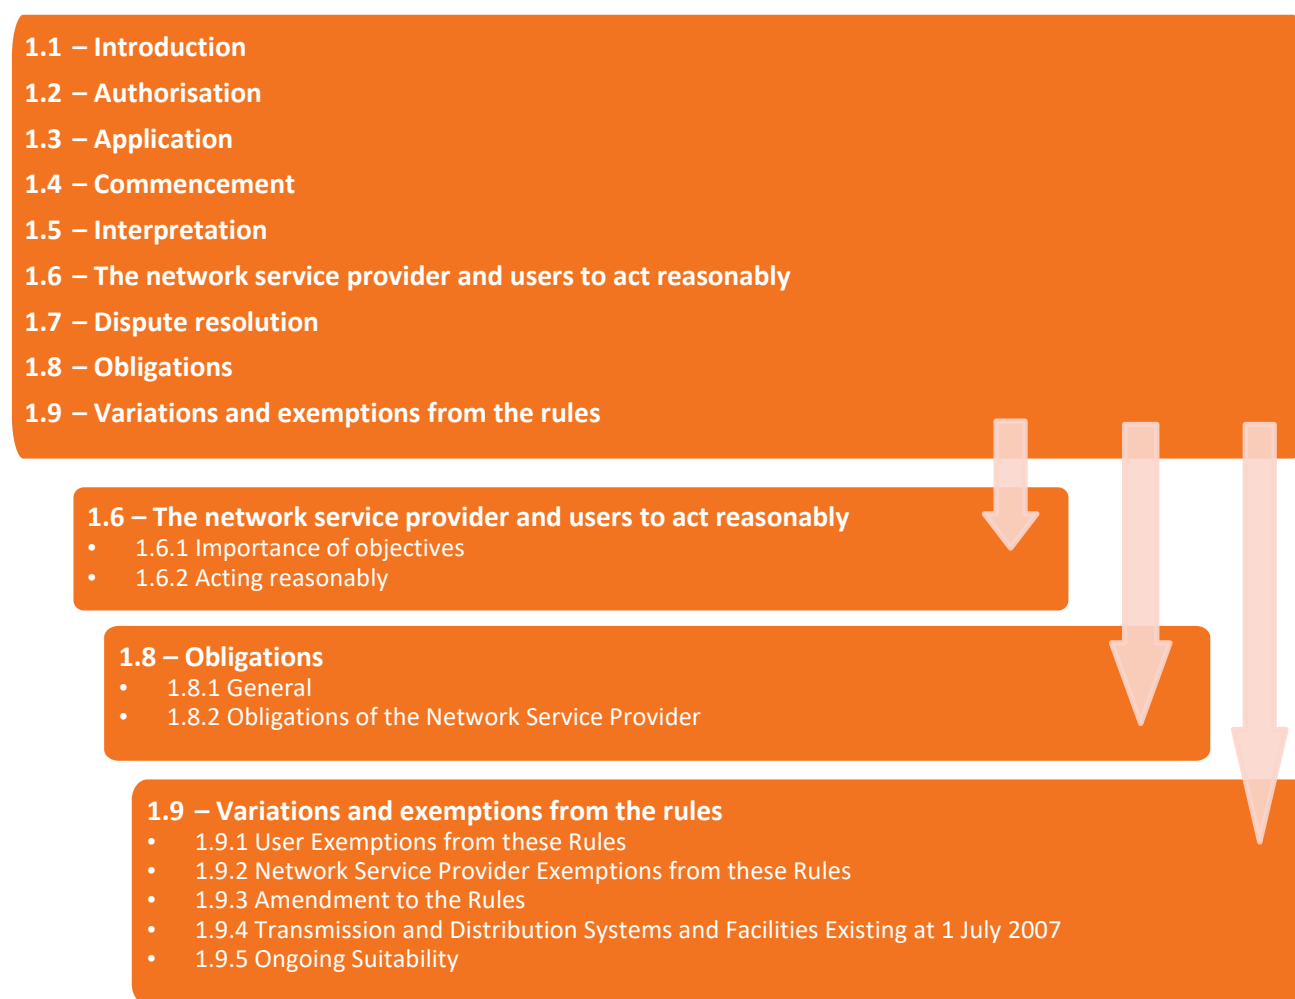 1.1 – Introduction
1.2 – Authorisation
1.3 – Application
1.4 – Commencement
1.5 – Interpretation
1.6 – The network service provider and users to act reasonably
1.7 – Dispute resolution
1.8 – Obligations
1.9 – Variations and exemptions from the rules
1.6 – The network service provider and users to act reasonably
• 1.6.1 Importance of objectives
• 1.6.2 Acting reasonably
1.8 – Obligations
• 1.8.1 General
• 1.8.2 Obligations of the Network Service Provider
1.9 – Variations and exemptions from the rules
• 1.9.1 User Exemptions from these Rules
• 1.9.2 Network Service Provider Exemptions from these Rules
• 1.9.3 Amendment to the Rules
• 1.9.4 Transmission and Distribution Systems and Facilities Existing at 1 July 2007
• 1.9.5 Ongoing Suitability